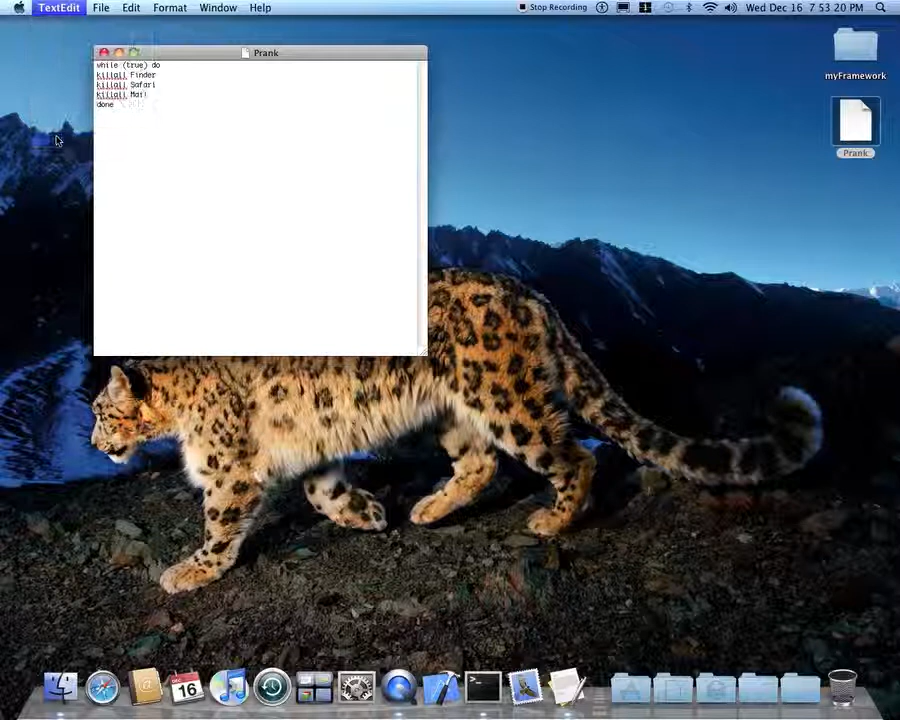 TextEdit File Edit Format Window Help Stop Recording Wed Dec 16 7 53 20 PM
Prank
while (true) do
killall Finder
killall Safari
killall Mail
done
myFramework
Prank
16